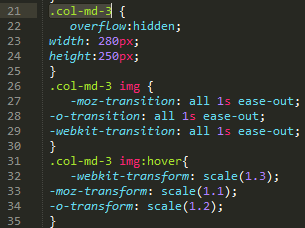 21 .col-md-3 {
22 overflow:hidden;
23 width: 280px;
24 height:250px;
25 }
26 .col-md-3 img {
27 -moz-transition: all 1s ease-out;
28 -o-transition: all 1s ease-out;
29 -webkit-transition: all 1s ease-out;
30 }
31 .col-md-3 img:hover{
32 -webkit-transform: scale(1.3);
33 -moz-transform: scale(1.1);
34 -o-transform: scale(1.2);
35 }